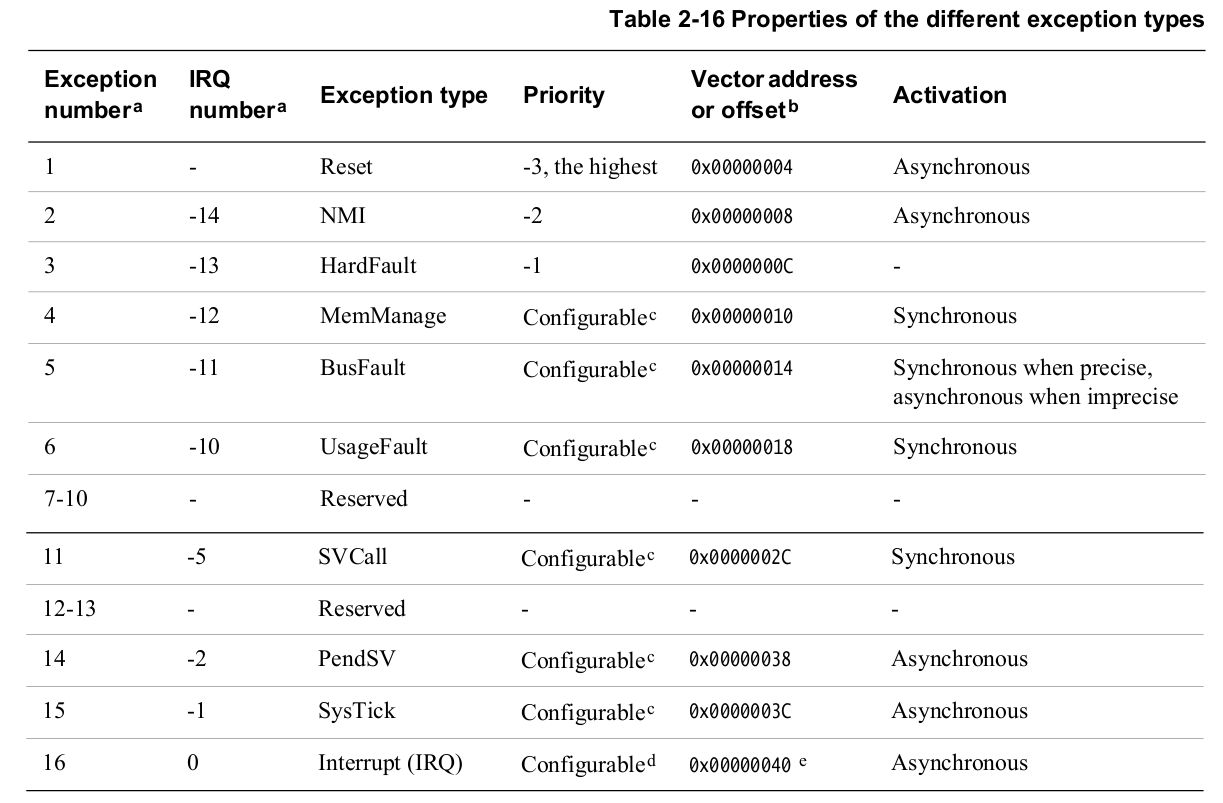 Table 2-16 Properties of the different exception types
Exception number a IRQ number a Exception type Priority Vector address or offset b Activation
1 - Reset -3, the highest 0x00000004 Asynchronous
2 -14 NMI -2 0x00000008 Asynchronous
3 -13 HardFault -1 0x0000000C -
4 -12 MemManage Configurable c 0x00000010 Synchronous
5 -11 BusFault Configurable c 0x00000014 Synchronous when precise,
asynchronous when imprecise
6 -10 UsageFault Configurable c 0x00000018 Synchronous
7-10 - Reserved - - -
11 -5 SVCall Configurable c 0x0000002C Synchronous
12-13 - Reserved - - -
14 -2 PendSV Configurable c 0x00000038 Asynchronous
15 -1 SysTick Configurable c 0x0000003C Asynchronous
16 0 Interrupt (IRQ) Configurable d 0x00000040 e Asynchronous